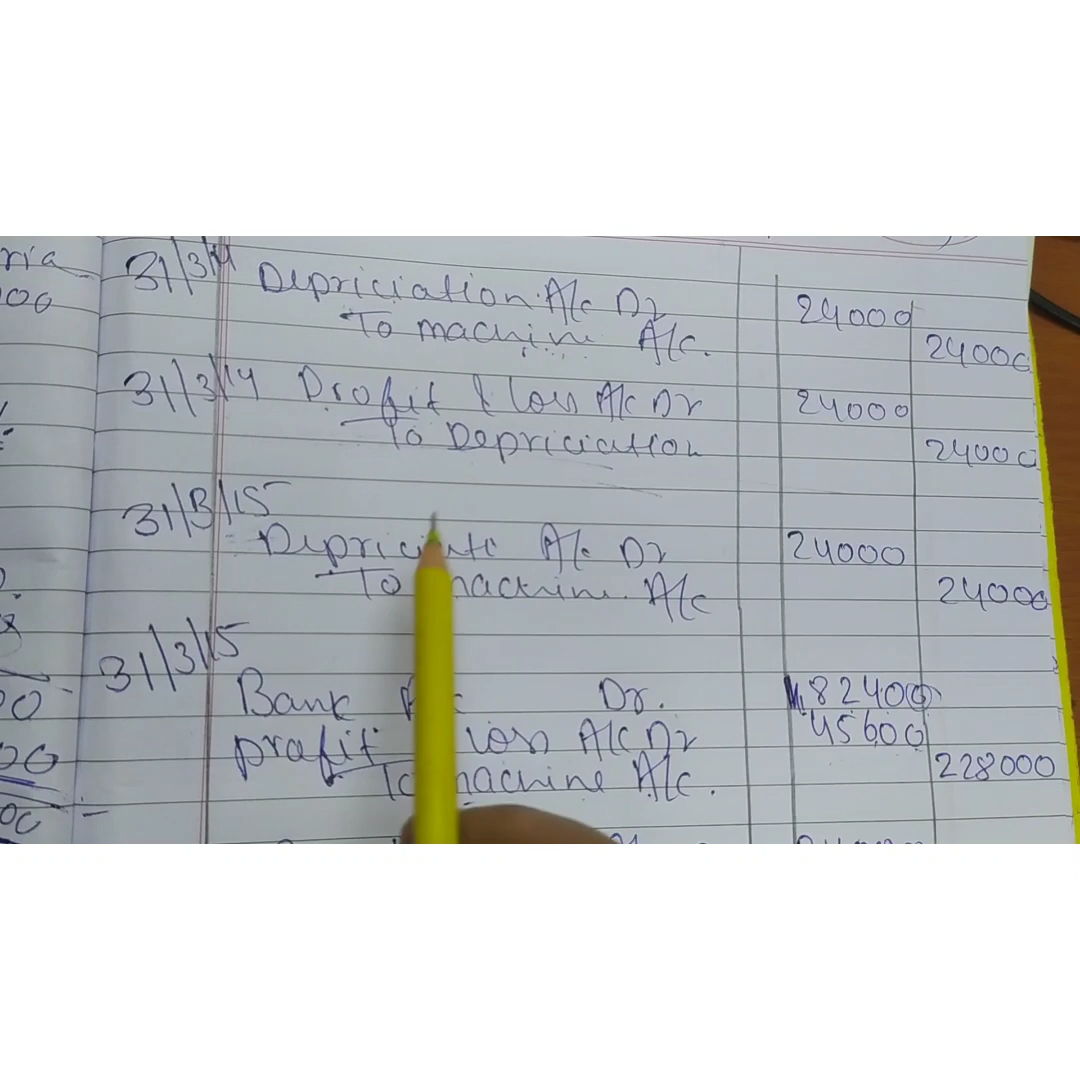 ria
00
31/3/14 Depriciation A/c Dr 24000
To machine A/c. 24000
31/3/14 Profit & loss A/c Dr 24000
To Depriciation 24000
31/3/15
Depriciate A/c Dr 24000
To machine A/c 24000
31/3/15
Bank A/c Dr. 182400
profit loss A/c Dr 45600
To machine A/c. 228000